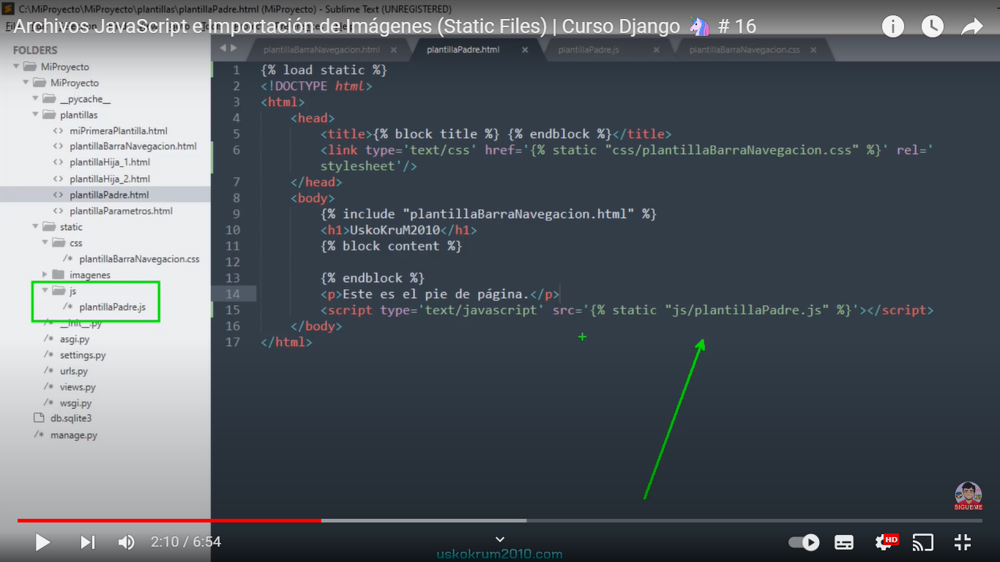 C:\MiProyecto\MiProyecto\plantillas\plantillaPadre.html (MiProyecto) - Sublime Text (UNREGISTERED)
Archivos JavaScript e Importación de Imágenes (Static Files) | Curso Django 🦄 # 16
FOLDERS
MiProyecto
MiProyecto
__pycache__
plantillas
<> miPrimeraPlantilla.html
<> plantillaBarraNavegacion.html
<> plantillaHija_1.html
<> plantillaHija_2.html
<> plantillaPadre.html
<> plantillaParametros.html
static
css
/* plantillaBarraNavegacion.css
imagenes
js
/* plantillaPadre.js
/* __init__.py
/* asgi.py
/* settings.py
/* urls.py
/* views.py
/* wsgi.py
db.sqlite3
/* manage.py
plantillaBarraNavegacion.html × plantillaPadre.html × plantillaPadre.js × plantillaBarraNavegacion.css ×
1 {% load static %}
2 <!DOCTYPE html>
3 <html>
4 <head>
5 <title>{% block title %} {% endblock %}</title>
6 <link type='text/css' href='{% static "css/plantillaBarraNavegacion.css" %}' rel='
stylesheet'/>
7 </head>
8 <body>
9 {% include "plantillaBarraNavegacion.html" %}
10 <h1>UskoKruM2010</h1>
11 {% block content %}
12
13 {% endblock %}
14 <p>Este es el pie de página.</p>
15 <script type='text/javascript' src='{% static "js/plantillaPadre.js" %}'></script>
16 </body>
17 </html>
SIGUEME
2:10 / 6:54
HD
uskokrum2010.com